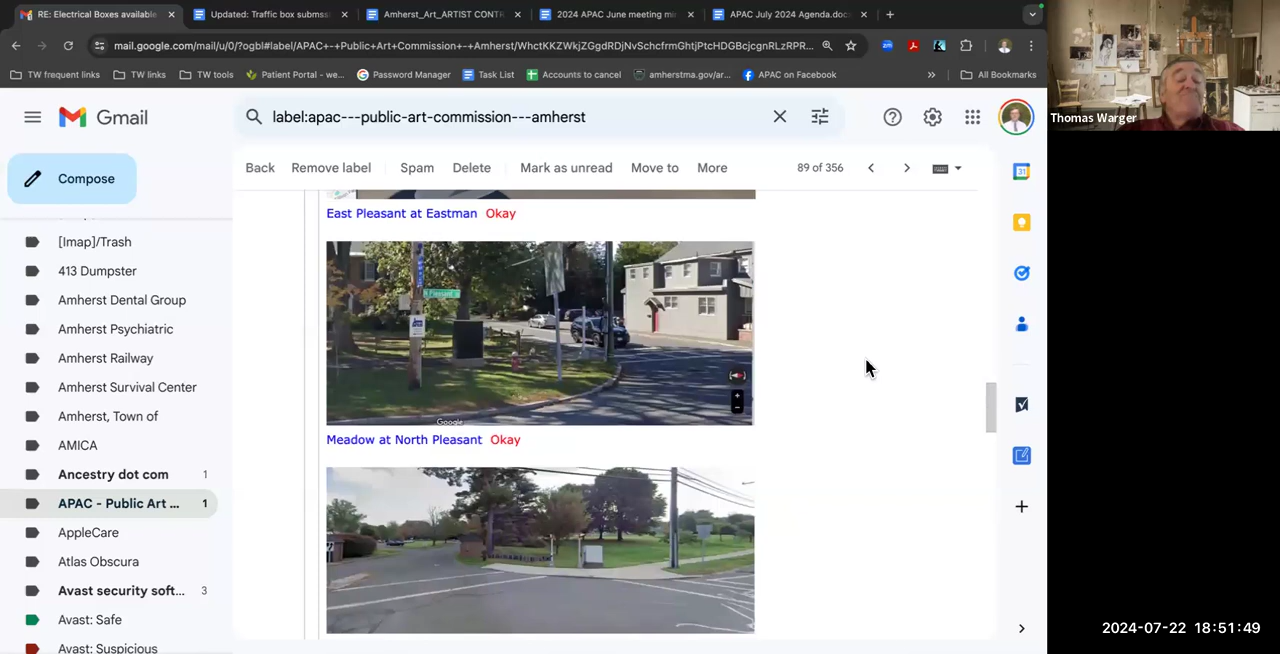 RE: Electrical Boxes available
Updated: Traffic box submssi
Amherst_Art_ARTIST CONTR
2024 APAC June meeting mi
APAC July 2024 Agenda.docx
mail.google.com/mail/u/0/?ogbl#label/APAC+-+Public+Art+Commission+-+Amherst/WhctKKZWkjZGgdRDjNvSchcfrmGhtjPtcHDGBcjcgnRLzRPR...
TW frequent links
TW links
TW tools
Patient Portal - we...
Password Manager
Task List
Accounts to cancel
amherstma.gov/ar...
APAC on Facebook
»
All Bookmarks
Thomas Warger
Gmail
label:apac---public-art-commission---amherst
Compose
Back
Remove label
Spam
Delete
Mark as unread
Move to
More
89 of 356
31
[Imap]/Trash
413 Dumpster
Amherst Dental Group
Amherst Psychiatric
Amherst Railway
Amherst Survival Center
Amherst, Town of
AMICA
Ancestry dot com 1
APAC - Public Art ... 1
AppleCare
Atlas Obscura
Avast security soft... 3
Avast: Safe
Avast: Suspicious
East Pleasant at Eastman Okay
N Pleasant
Google
Meadow at North Pleasant Okay
2024-07-22 18:51:49